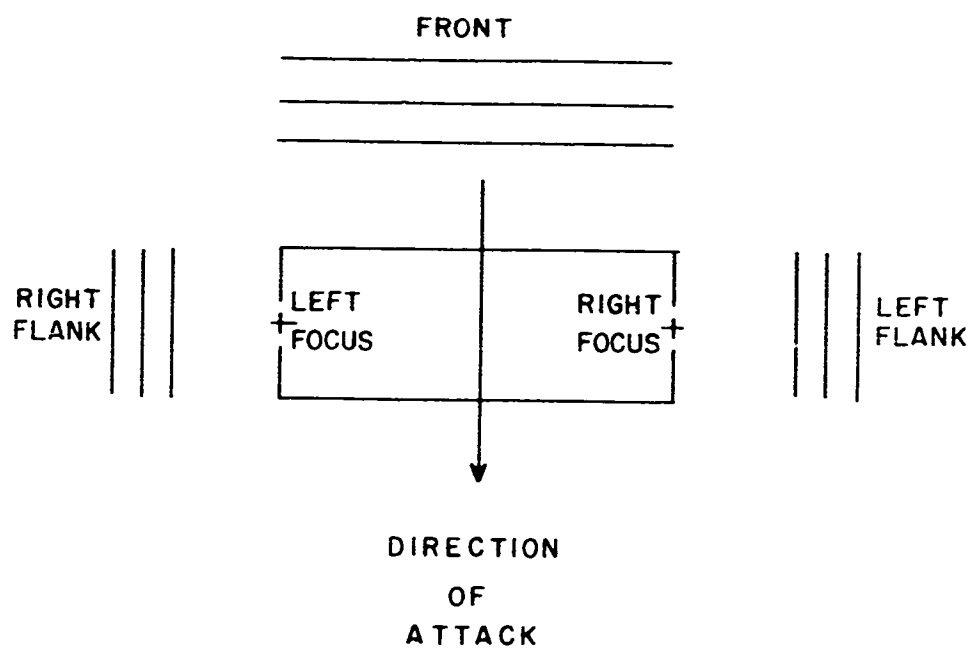 FRONT
RIGHT
FLANK
LEFT
FOCUS
RIGHT
FOCUS
LEFT
FLANK
DIRECTION
OF
ATTACK